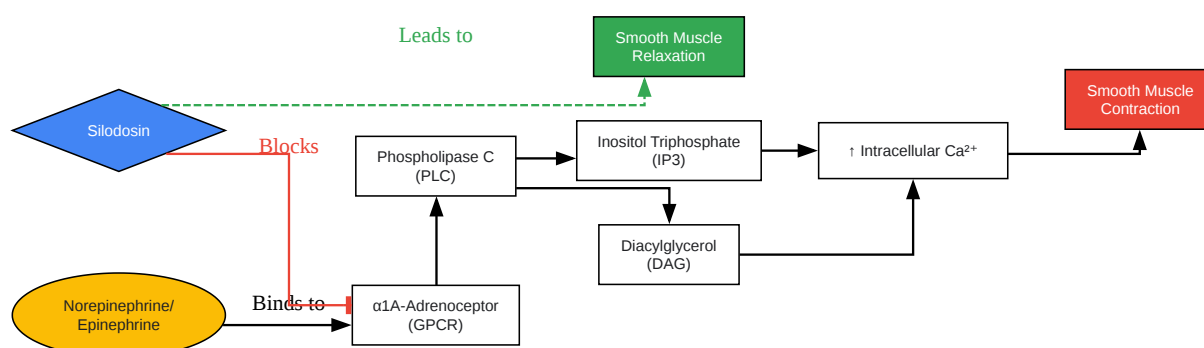 Leads to
Smooth Muscle
Relaxation
Smooth Muscle
Contraction
Silodosin
Blocks
Phospholipase C
(PLC)
Inositol Triphosphate
(IP3)
↑ Intracellular Ca²⁺
Diacylglycerol
(DAG)
Norepinephrine/
Epinephrine
Binds to
α1A-Adrenoceptor
(GPCR)